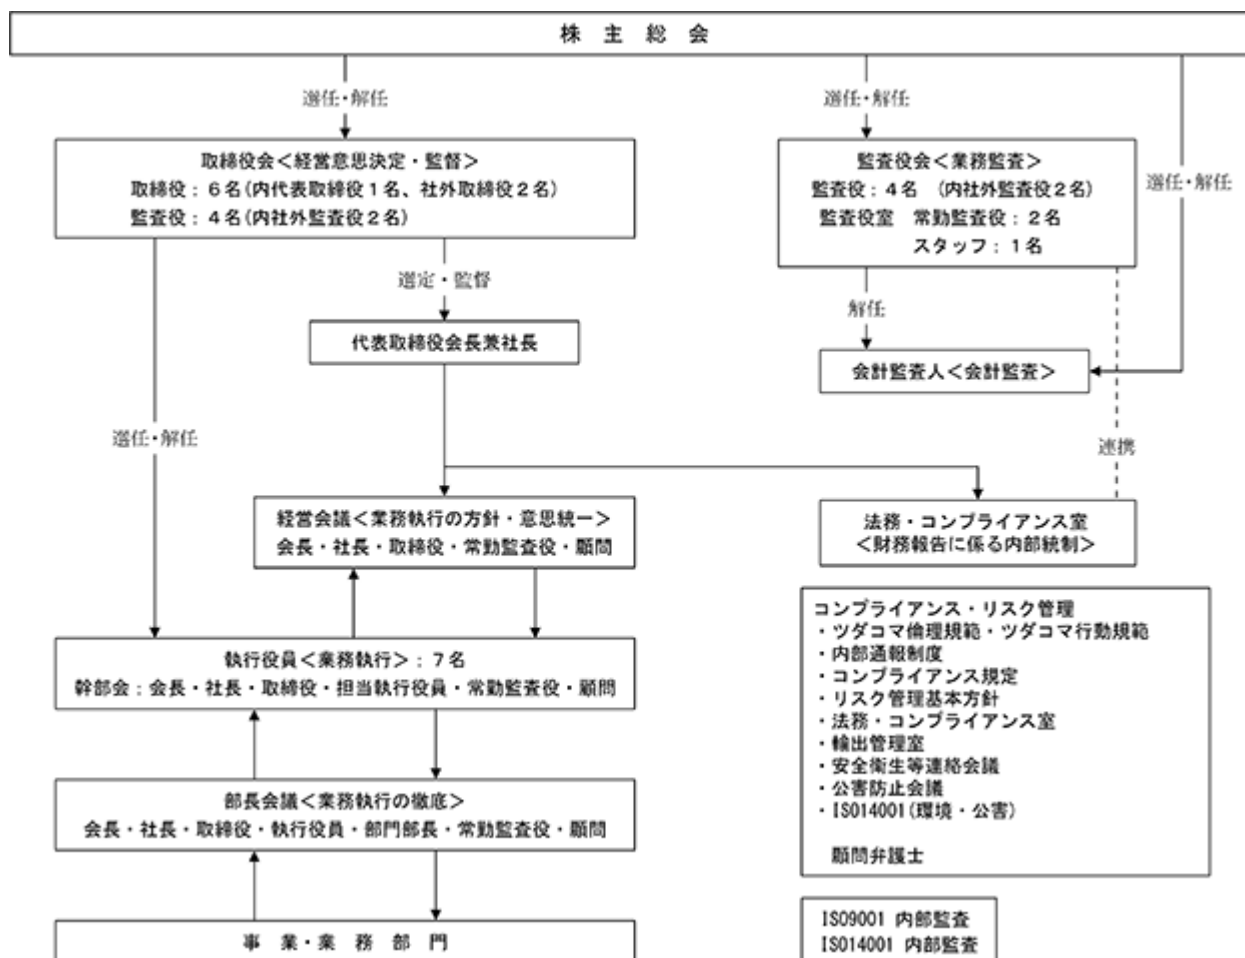 株　主　総　会
選任・解任
選任・解任
取締役会＜経営意思決定・監督＞
取締役：６名(内代表取締役１名、社外取締役２名)
監査役：４名(内社外監査役２名)
監査役会＜業務監査＞
監査役：４名　(内社外監査役２名)
監査役室　常勤監査役：２名
スタッフ：１名
選任・解任
選定・監督
解任
代表取締役会長兼社長
会計監査人＜会計監査＞
選任・解任
連携
経営会議＜業務執行の方針・意思統一＞
会長・社長・取締役・常勤監査役・顧問
法務・コンプライアンス室
＜財務報告に係る内部統制＞
執行役員＜業務執行＞：７名
幹部会：会長・社長・取締役・担当執行役員・常勤監査役・顧問
コンプライアンス・リスク管理
・ツダコマ倫理規範・ツダコマ行動規範
・内部通報制度
・コンプライアンス規定
・リスク管理基本方針
・法務・コンプライアンス室
・輸出管理室
・安全衛生等連絡会議
・公害防止会議
・ISO14001(環境・公害)
顧問弁護士
部長会議＜業務執行の徹底＞
会長・社長・取締役・執行役員・部門部長・常勤監査役・顧問
事　業・業　務　部　門
ISO9001 内部監査
ISO14001 内部監査